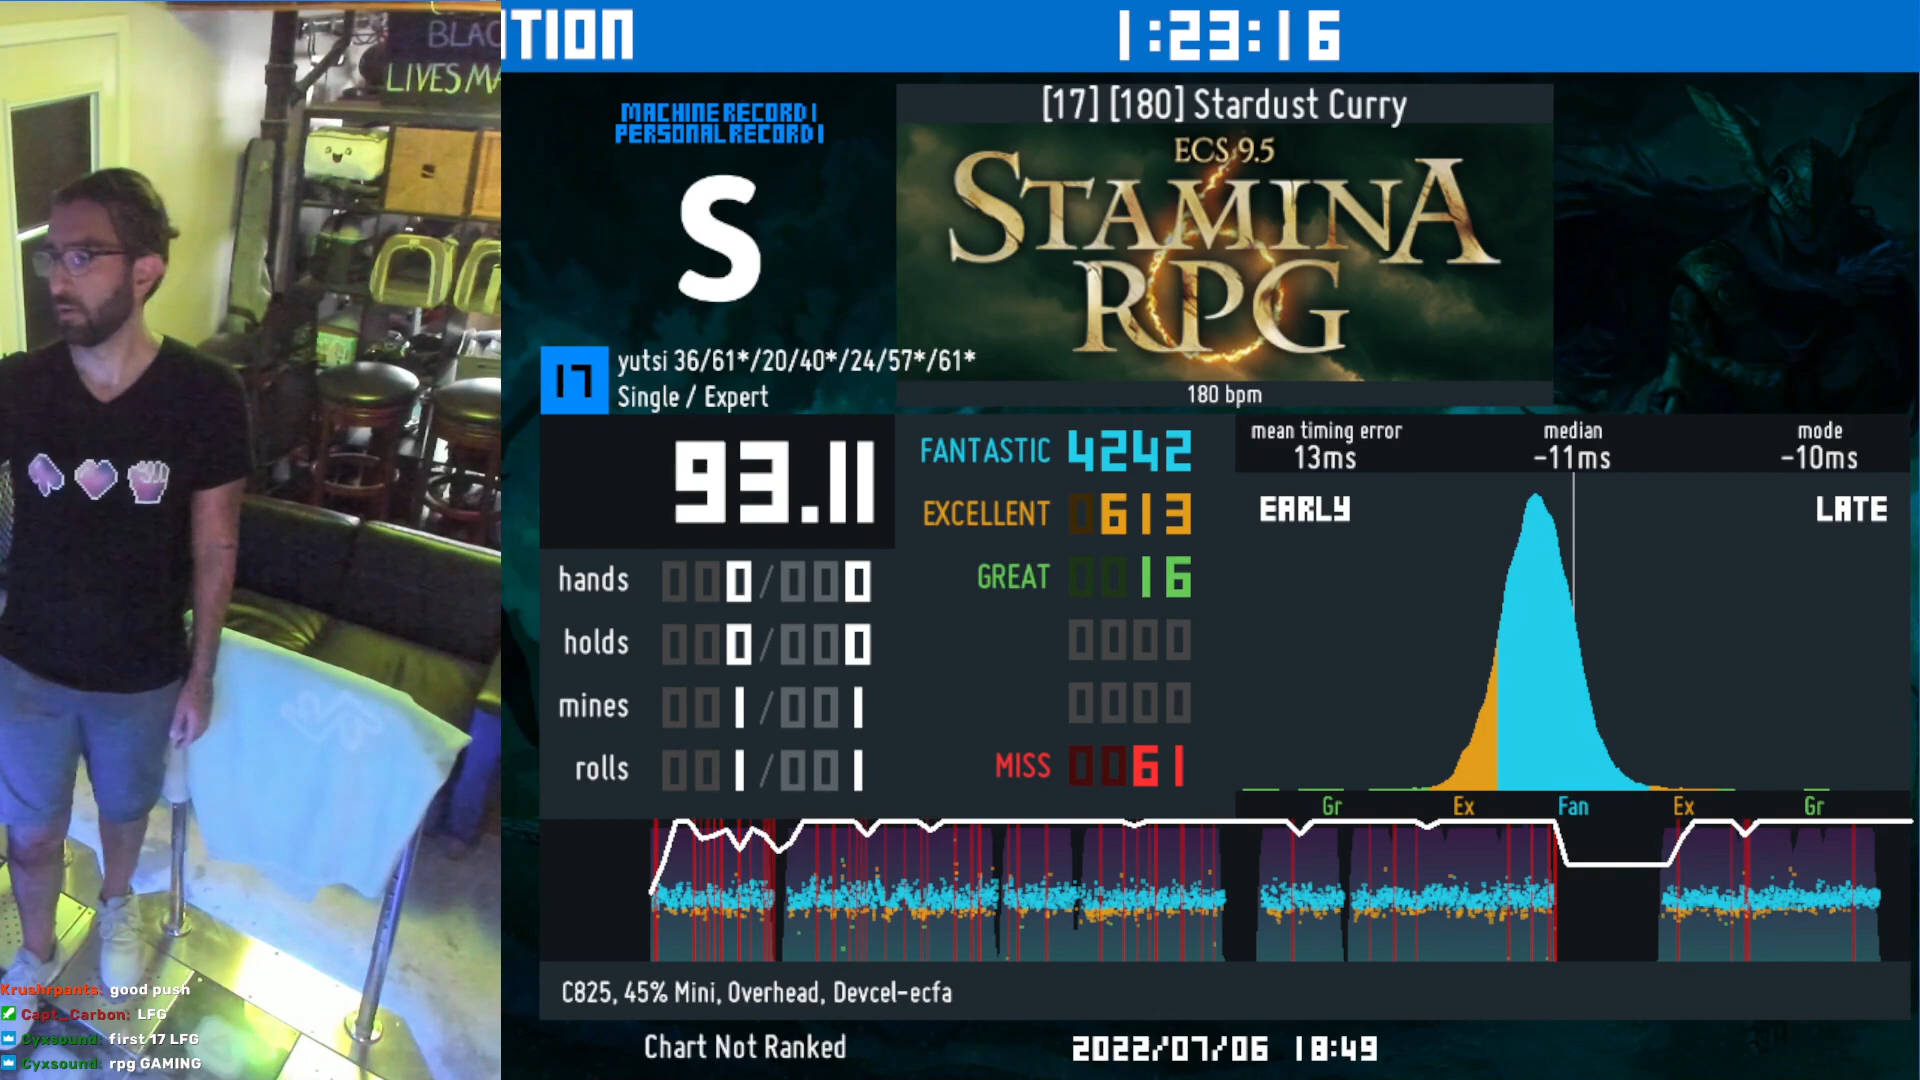 BLAC
LIVES MA
TION
1:23:16
MACHINE RECORD 1
PERSONAL RECORD 1
S
[17] [180] Stardust Curry
ECS 9.5
STAMINA
RPG
180 bpm
17
yutsi 36/61*/20/40*/24/57*/61*
Single / Expert
93.11
FANTASTIC 4242
EXCELLENT 0613
GREAT 0016
0000
0000
MISS 0061
hands 000/000
holds 000/000
mines 001/001
rolls 001/001
mean timing error
13ms
median
-11ms
mode
-10ms
EARLY
LATE
Gr Ex Fan Ex Gr
C825, 45% Mini, Overhead, Devcel-ecfa
Chart Not Ranked
2022/07/06 18:49
Krushrpants: good push
Capt_Carbon: LFG
Cyxsound: first 17 LFG
Cyxsound: rpg GAMING